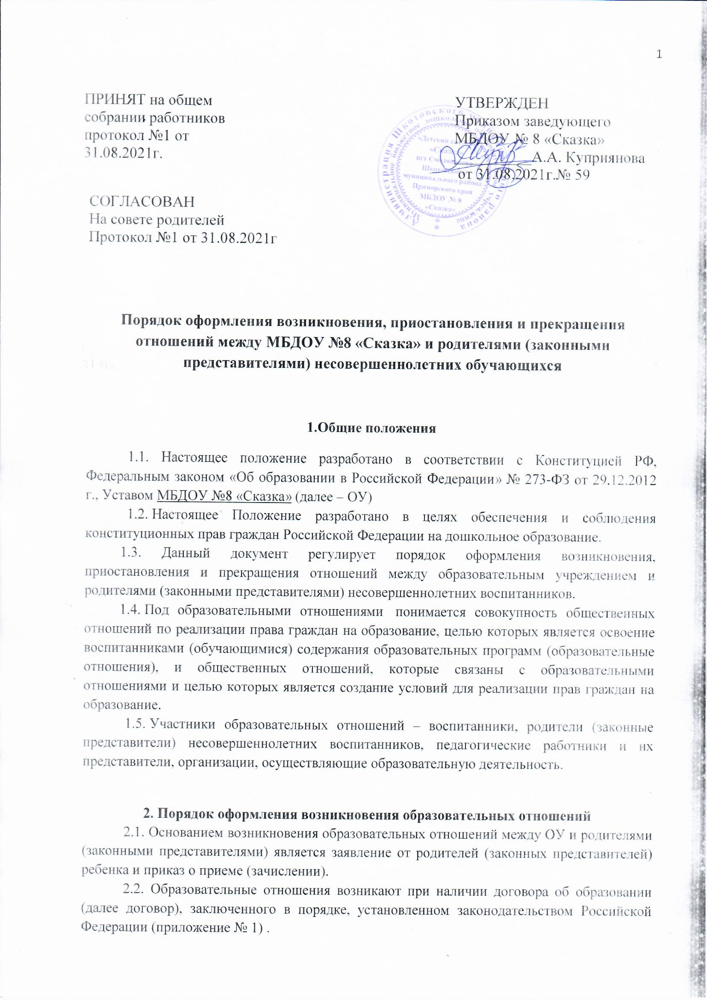 1
ПРИНЯТ на общем
собрании работников
протокол №1 от
31.08.2021г.
УТВЕРЖДЕН
Приказом заведующего
МБДОУ № 8 «Сказка»
А.А. Куприянова
от 31.08.2021г.№ 59
муниципального района
Приморского края
МБДОУ № 8
«Сказка»
СОГЛАСОВАН
На совете родителей
Протокол №1 от 31.08.2021г
Порядок оформления возникновения, приостановления и прекращения
отношений между МБДОУ №8 «Сказка» и родителями (законными
представителями) несовершеннолетних обучающихся
1.Общие положения
1.1. Настоящее положение разработано в соответствии с Конституцией РФ,
Федеральным законом «Об образовании в Российской Федерации» № 273-ФЗ от 29.12.2012
г., Уставом МБДОУ №8 «Сказка» (далее – ОУ)
1.2. Настоящее Положение разработано в целях обеспечения и соблюдения
конституционных прав граждан Российской Федерации на дошкольное образование.
1.3. Данный документ регулирует порядок оформления возникновения,
приостановления и прекращения отношений между образовательным учреждением и
родителями (законными представителями) несовершеннолетних воспитанников.
1.4. Под образовательными отношениями понимается совокупность общественных
отношений по реализации права граждан на образование, целью которых является освоение
воспитанниками (обучающимися) содержания образовательных программ (образовательные
отношения), и общественных отношений, которые связаны с образовательными
отношениями и целью которых является создание условий для реализации прав граждан на
образование.
1.5. Участники образовательных отношений – воспитанники, родители (законные
представители) несовершеннолетних воспитанников, педагогические работники и их
представители, организации, осуществляющие образовательную деятельность.
2. Порядок оформления возникновения образовательных отношений
2.1. Основанием возникновения образовательных отношений между ОУ и родителями
(законными представителями) является заявление от родителей (законных представителей)
ребенка и приказ о приеме (зачислении).
2.2. Образовательные отношения возникают при наличии договора об образовании
(далее договор), заключенного в порядке, установленном законодательством Российской
Федерации (приложение № 1) .